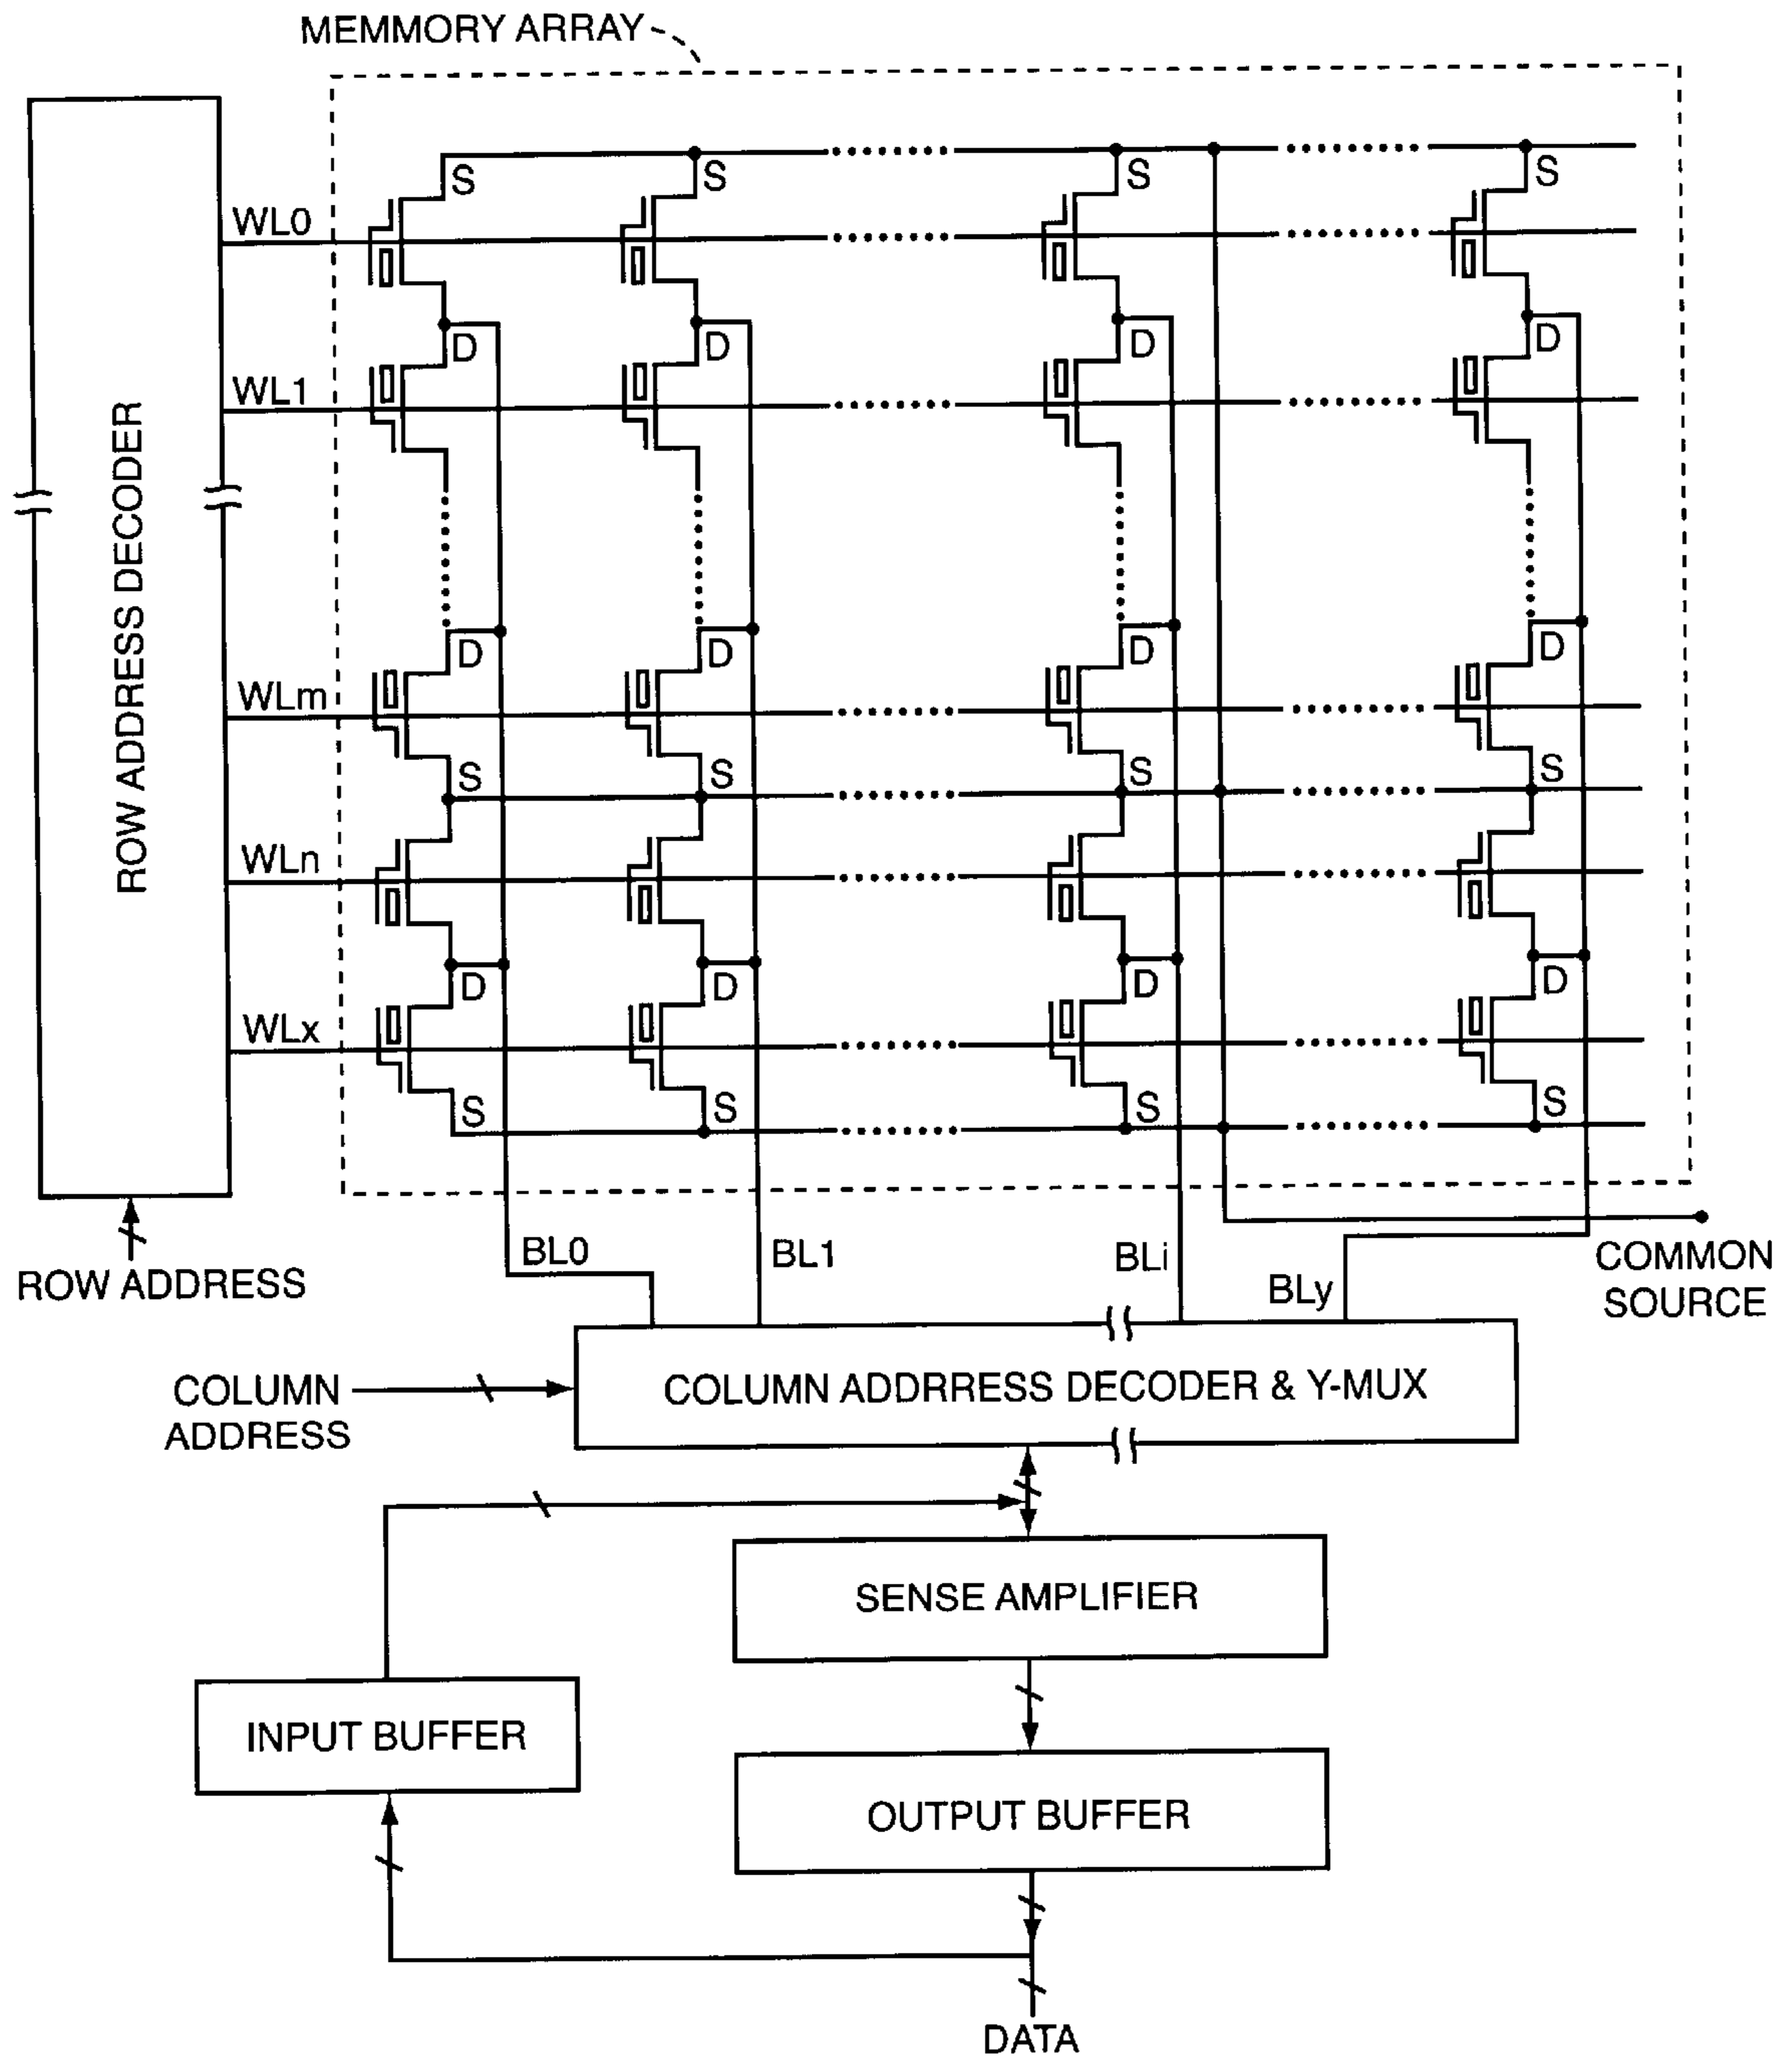 MEMMORY ARRAY
S S S S
WL0
D D D D
WL1
ROW ADDRESS DECODER
D D D D
WLm
S S S S
WLn
D D D D
WLx
S S S S
ROW ADDRESS
BL0 BL1 BLi BLy
COMMON
SOURCE
COLUMN
ADDRESS
COLUMN ADDRRESS DECODER & Y-MUX
SENSE AMPLIFIER
INPUT BUFFER
OUTPUT BUFFER
DATA